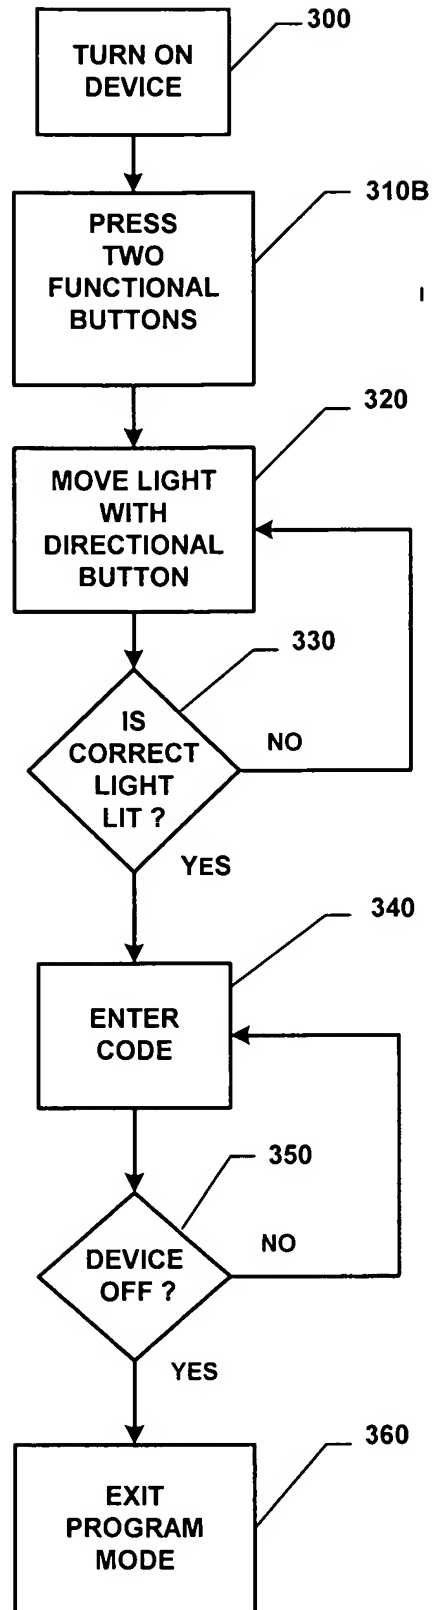 300
TURN ON
DEVICE
310B
PRESS
TWO
FUNCTIONAL
BUTTONS
320
MOVE LIGHT
WITH
DIRECTIONAL
BUTTON
330
IS
CORRECT
LIGHT
LIT ?
NO
YES
340
ENTER
CODE
350
DEVICE
OFF ?
NO
YES
360
EXIT
PROGRAM
MODE